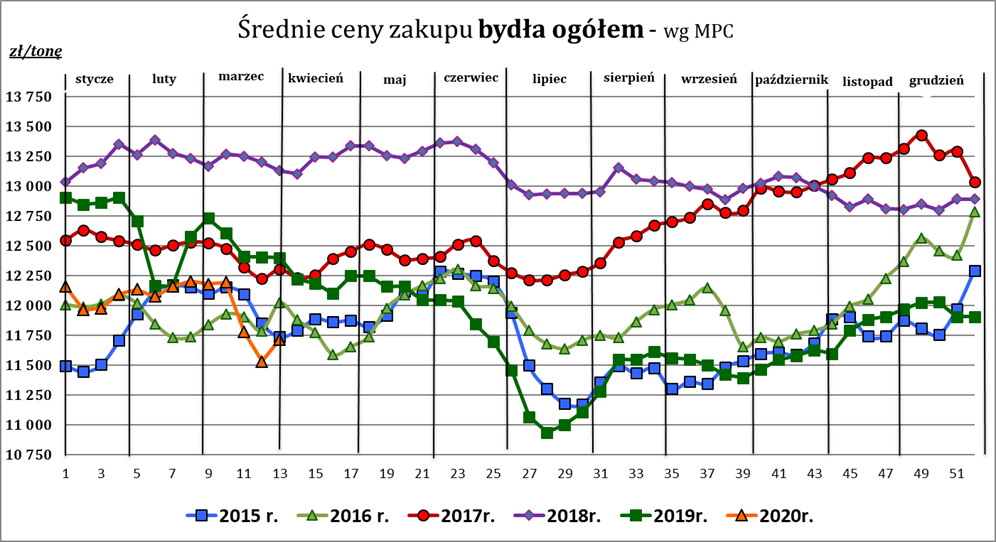 Średnie ceny zakupu bydła ogółem - wg MPC
zł/tonę
stycze luty marzec kwiecień maj czerwiec lipiec sierpień wrzesień październik listopad grudzień
13 750
13 500
13 250
13 000
12 750
12 500
12 250
12 000
11 750
11 500
11 250
11 000
10 750
1 3 5 7 9 11 13 15 17 19 21 23 25 27 29 31 33 35 37 39 41 43 45 47 49 51
2015 r. 2016 r. 2017r. 2018r. 2019r. 2020r.